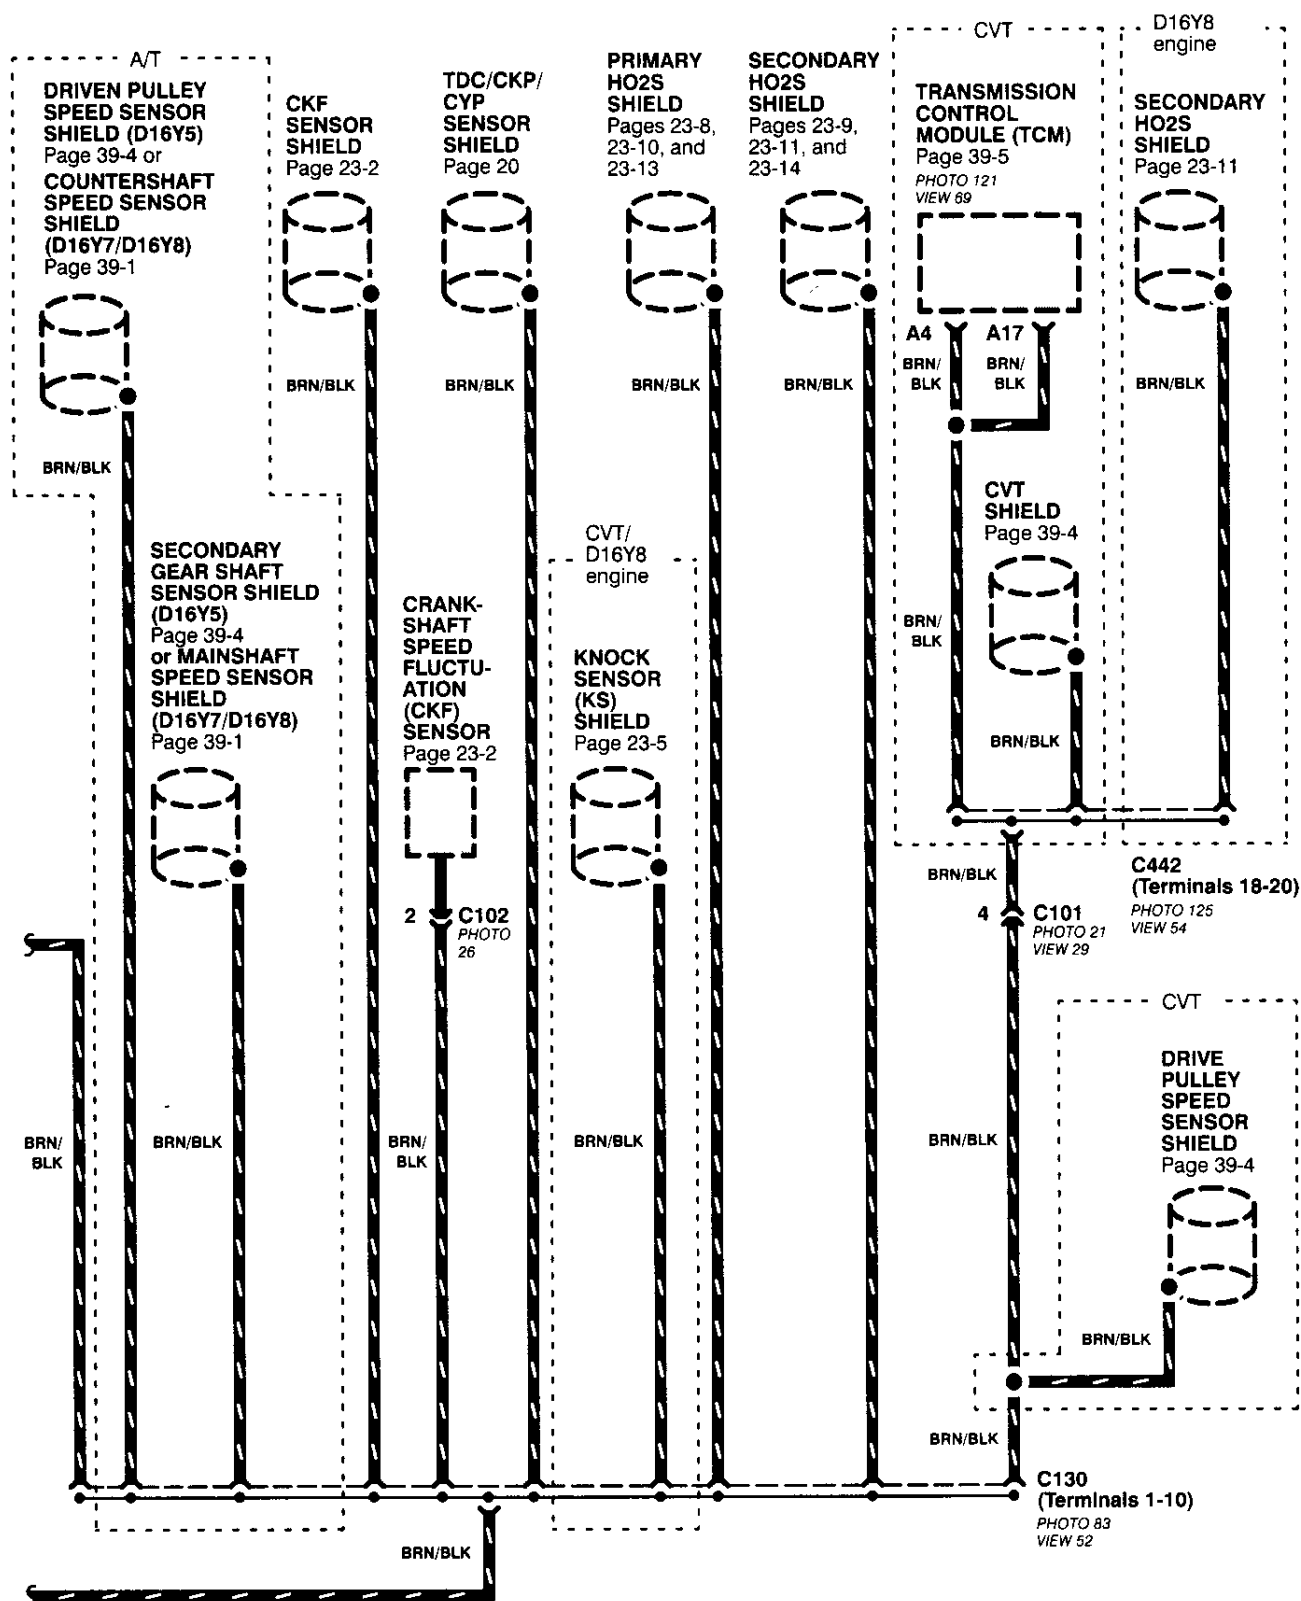 A/T
DRIVEN PULLEY
SPEED SENSOR
SHIELD (D16Y5)
Page 39-4 or
COUNTERSHAFT
SPEED SENSOR
SHIELD
(D16Y7/D16Y8)
Page 39-1
BRN/BLK
CKF
SENSOR
SHIELD
Page 23-2
BRN/BLK
TDC/CKP/
CYP
SENSOR
SHIELD
Page 20
BRN/BLK
PRIMARY
HO2S
SHIELD
Pages 23-8,
23-10, and
23-13
BRN/BLK
SECONDARY
HO2S
SHIELD
Pages 23-9,
23-11, and
23-14
BRN/BLK
CVT
TRANSMISSION
CONTROL
MODULE (TCM)
Page 39-5
PHOTO 121
VIEW 69
A4
A17
BRN/
BLK
BRN/
BLK
D16Y8
engine
SECONDARY
HO2S
SHIELD
Page 23-11
BRN/BLK
CVT
SHIELD
Page 39-4
BRN/
BLK
BRN/BLK
SECONDARY
GEAR SHAFT
SENSOR SHIELD
(D16Y5)
Page 39-4
or MAINSHAFT
SPEED SENSOR
SHIELD
(D16Y7/D16Y8)
Page 39-1
CRANK-
SHAFT
SPEED
FLUCTU-
ATION
(CKF)
SENSOR
Page 23-2
2
C102
PHOTO
26
CVT/
D16Y8
engine
KNOCK
SENSOR
(KS)
SHIELD
Page 23-5
BRN/BLK
C442
(Terminals 18-20)
PHOTO 125
VIEW 54
4
C101
PHOTO 21
VIEW 29
CVT
DRIVE
PULLEY
SPEED
SENSOR
SHIELD
Page 39-4
BRN/
BLK
BRN/BLK
BRN/
BLK
BRN/BLK
BRN/BLK
BRN/BLK
BRN/BLK
C130
(Terminals 1-10)
PHOTO 83
VIEW 52
BRN/BLK